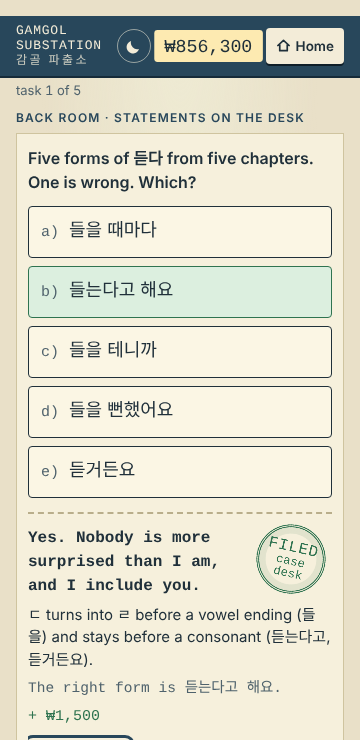 GAMGOL
SUBSTATION
감골 파출소
₩856,300
Home
task 1 of 5
BACK ROOM · STATEMENTS ON THE DESK
Five forms of 듣다 from five chapters.
One is wrong. Which?
a) 들을 때마다
b) 들는다고 해요
c) 들을 테니까
d) 들을 뻔했어요
e) 듣거든요
Yes. Nobody is more
surprised than I am,
and I include you.
FILED
case
desk
ㄷ turns into ㄹ before a vowel ending (들
을) and stays before a consonant (듣는다고,
듣거든요).
The right form is 듣는다고 해요.
+ ₩1,500